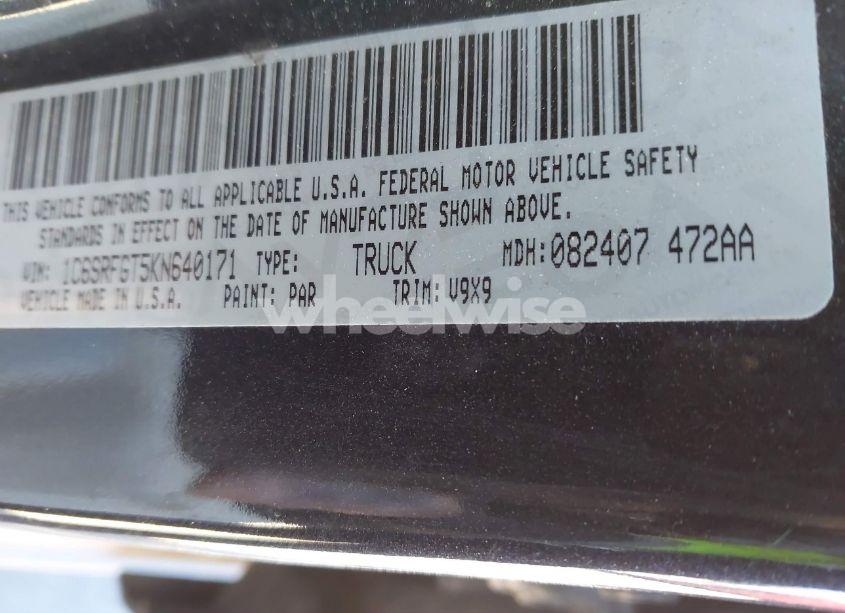 THIS VEHICLE CONFORMS TO ALL APPLICABLE U.S.A. FEDERAL MOTOR VEHICLE SAFETY
STANDARDS IN EFFECT ON THE DATE OF MANUFACTURE SHOWN ABOVE.
VIN: 1C6SRFGT5KN640171 TYPE: TRUCK MDH: 082407 472AA
VEHICLE MADE IN U.S.A. PAINT: PAR TRIM: V9X9
wheelwise